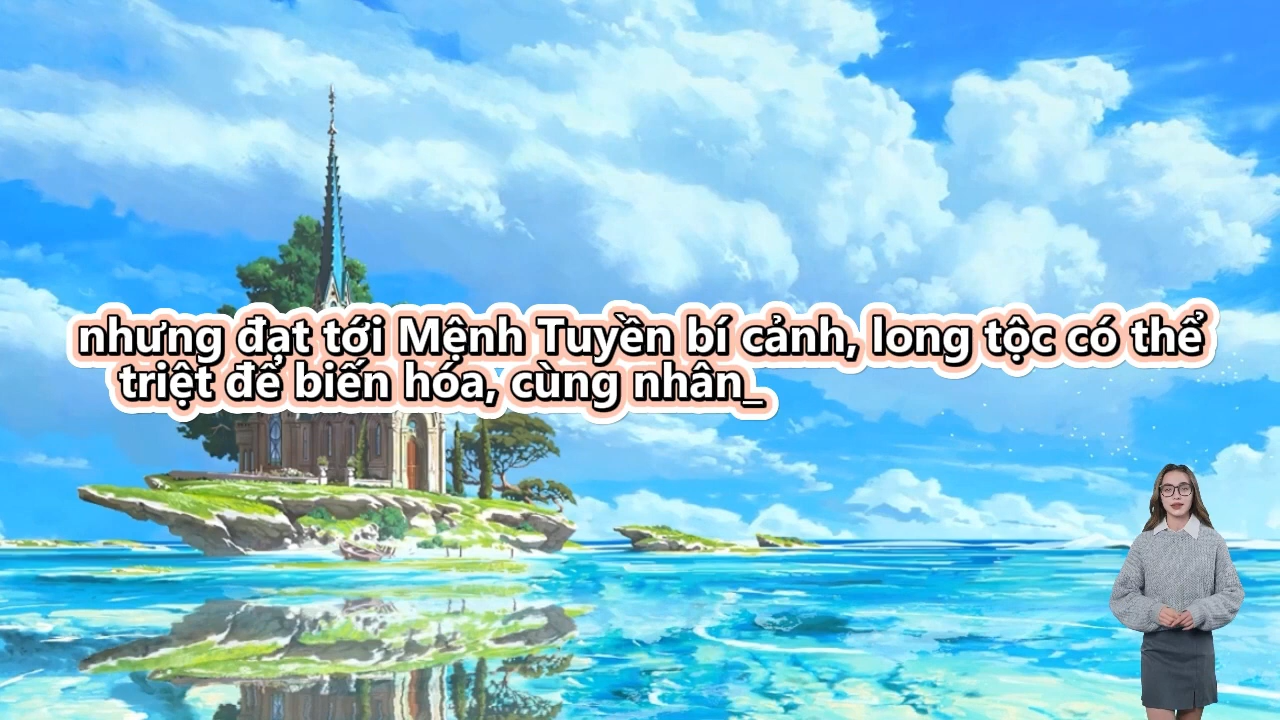 nhưng đạt tới Mệnh Tuyền bí cảnh, long tộc có thể
triệt để biến hóa, cùng nhân_